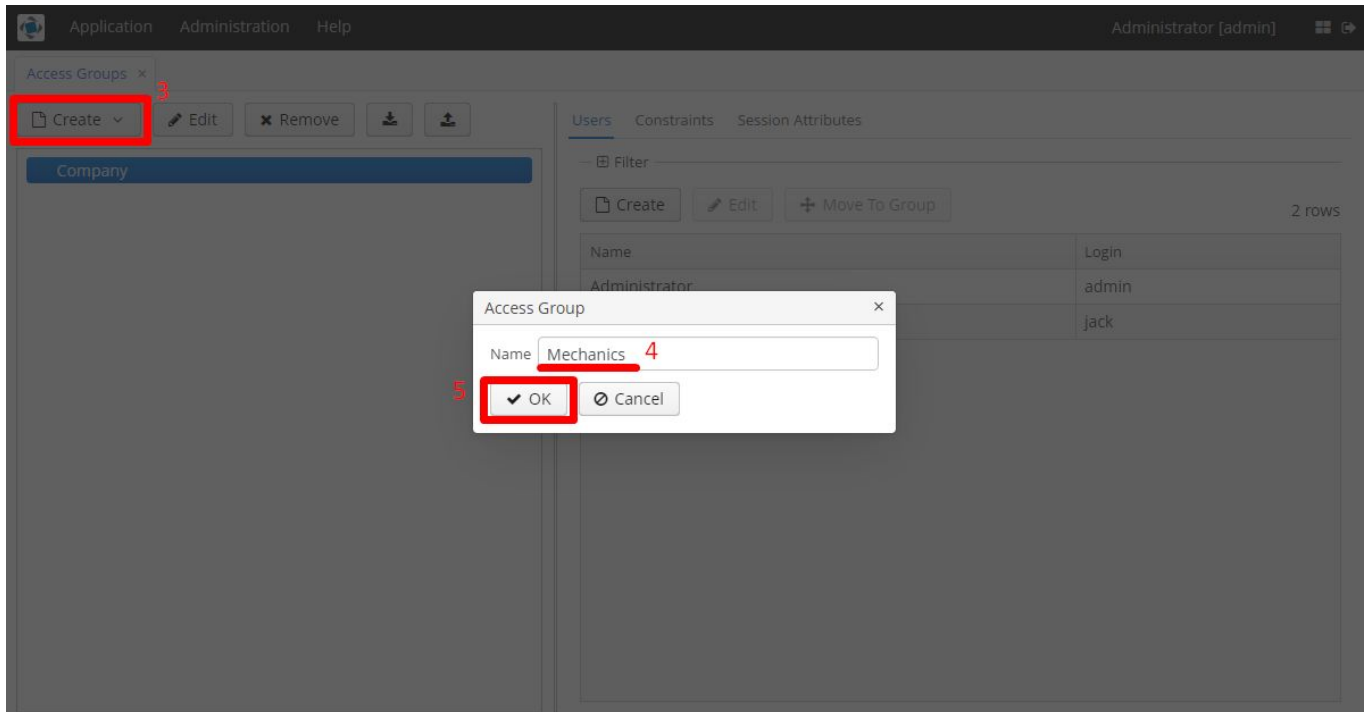 Application Administration Help Administrator [admin]
Access Groups ×
3
Create Edit Remove
Users Constraints Session Attributes
Company
Filter
Create Edit Move To Group
2 rows
Name Login
Administrator admin
jack
Access Group ×
Name Mechanics 4
5
OK Cancel